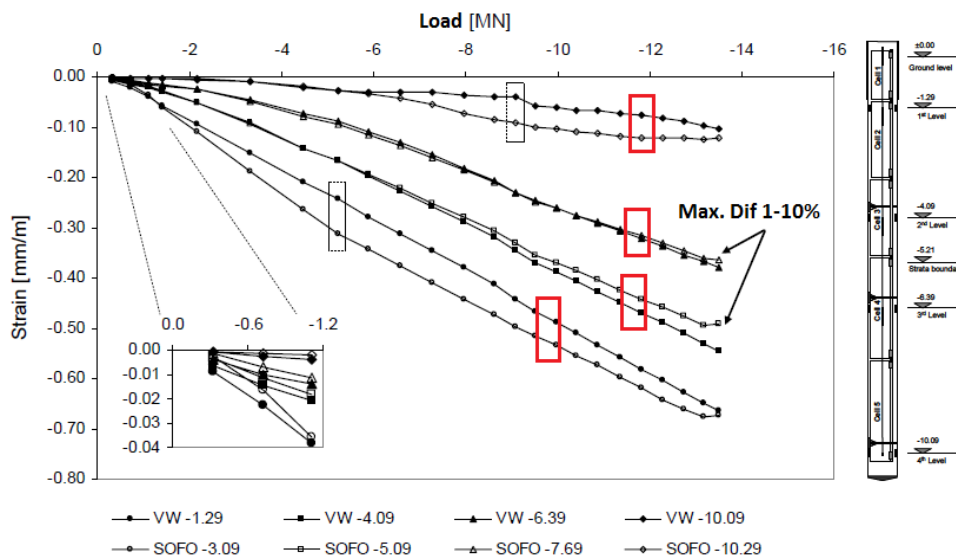 Load [MN]
0 -2 -4 -6 -8 -10 -12 -14 -16
0.00
-0.10
-0.20
-0.30
-0.40
-0.50
-0.60
-0.70
-0.80
Strain [mm/m]
Max. Dif 1-10%
0.0 -0.6 -1.2
0.00
-0.01
-0.02
-0.03
-0.04
VW -1.29 VW -4.09 VW -6.39 VW -10.09
SOFO -3.09 SOFO -5.09 SOFO -7.69 SOFO -10.29
Cell 1
Cell 2
Cell 3
Cell 4
Cell 5
±0.00
Ground level
-1.29
1st Level
-4.09
2nd Level
-5.21
Strata bounda
-6.39
3rd Level
-10.09
4th Level